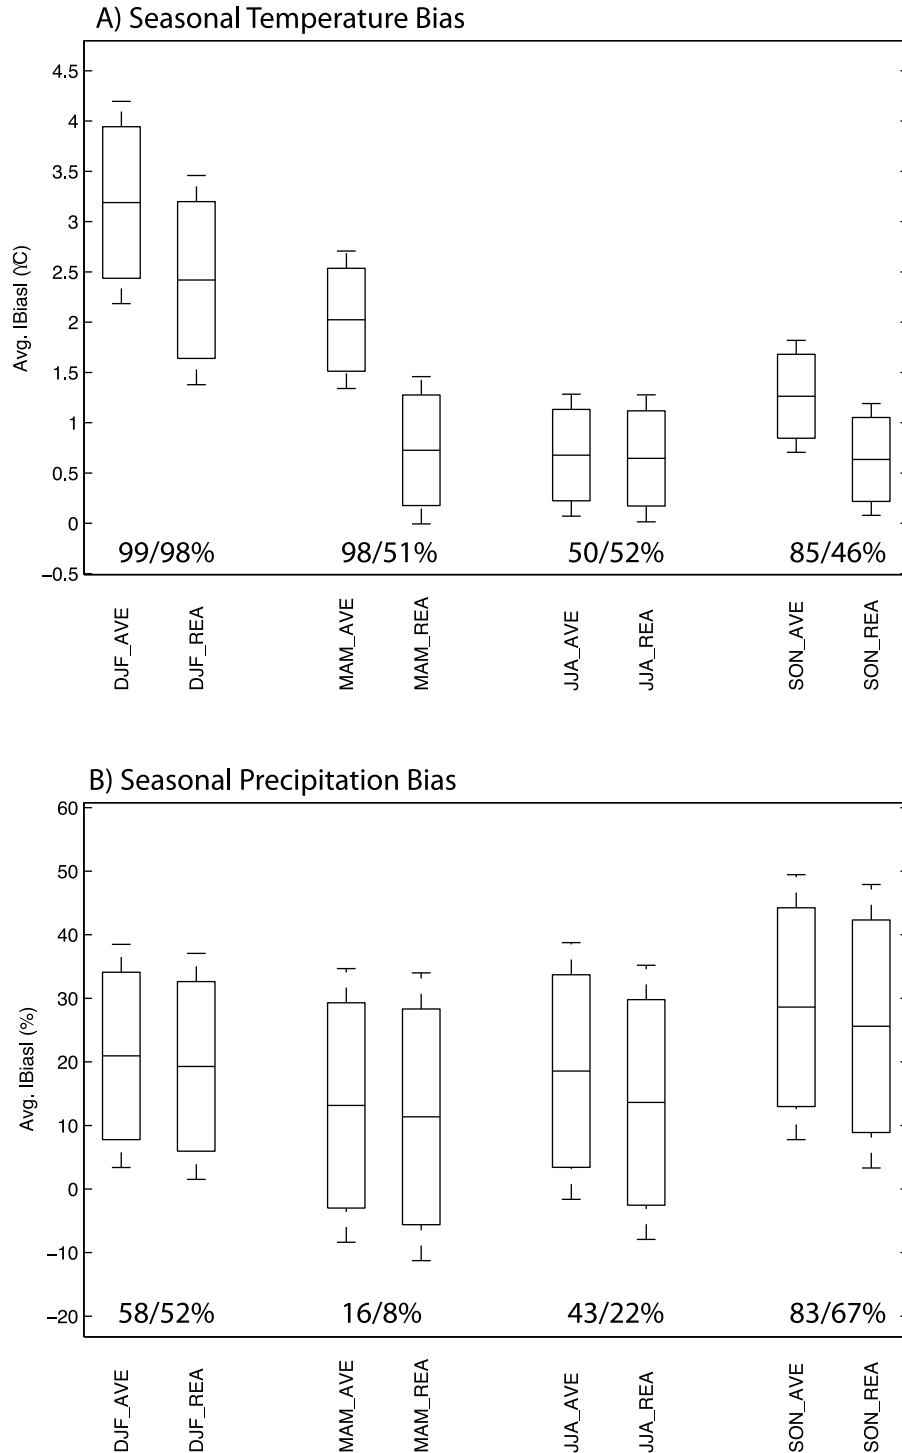 A) Seasonal Temperature Bias
4.5
4
3.5
3
2.5
2
1.5
1
0.5
0
−0.5
Avg. |Bias| (ϒC)
99/98%
98/51%
50/52%
85/46%
DJF_AVE
DJF_REA
MAM_AVE
MAM_REA
JJA_AVE
JJA_REA
SON_AVE
SON_REA
B) Seasonal Precipitation Bias
60
50
40
30
20
10
0
−10
−20
Avg. |Bias| (%)
58/52%
16/8%
43/22%
83/67%
DJF_AVE
DJF_REA
MAM_AVE
MAM_REA
JJA_AVE
JJA_REA
SON_AVE
SON_REA